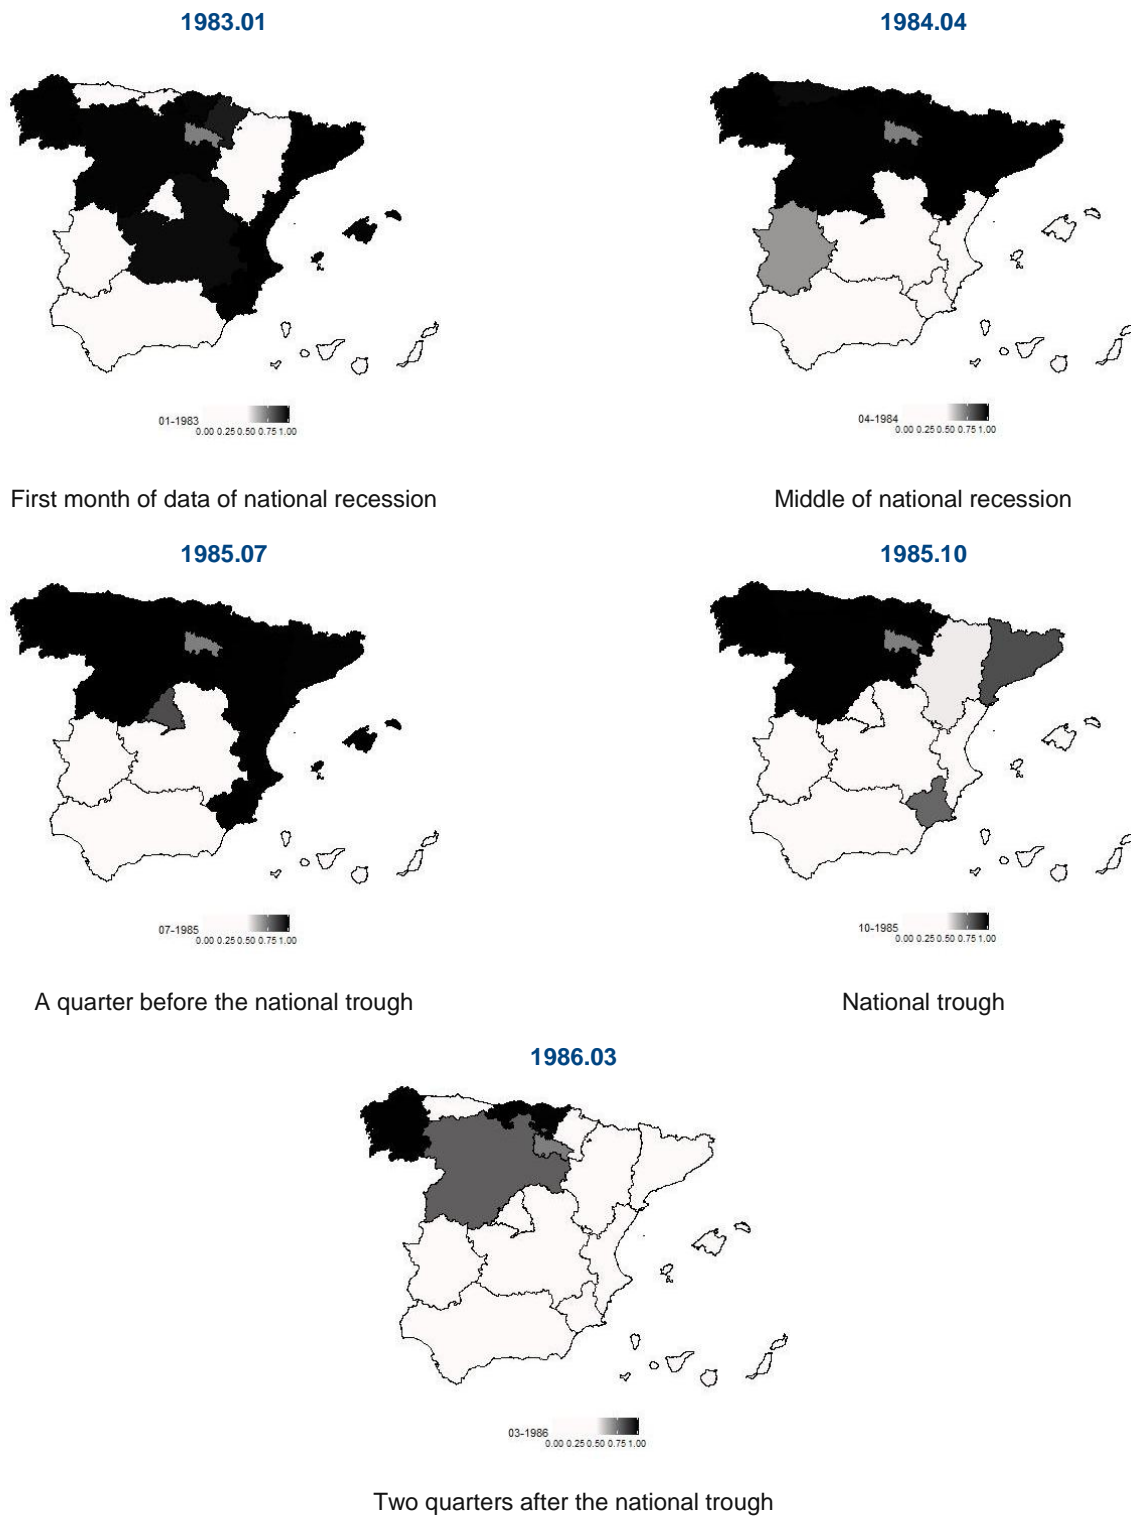 1983.01
1984.04
01-1983
0.00 0.25 0.50 0.75 1.00
04-1984
0.00 0.25 0.50 0.75 1.00
First month of data of national recession
Middle of national recession
1985.07
1985.10
07-1985
0.00 0.25 0.50 0.75 1.00
10-1985
0.00 0.25 0.50 0.75 1.00
A quarter before the national trough
National trough
1986.03
03-1986
0.00 0.25 0.50 0.75 1.00
Two quarters after the national trough